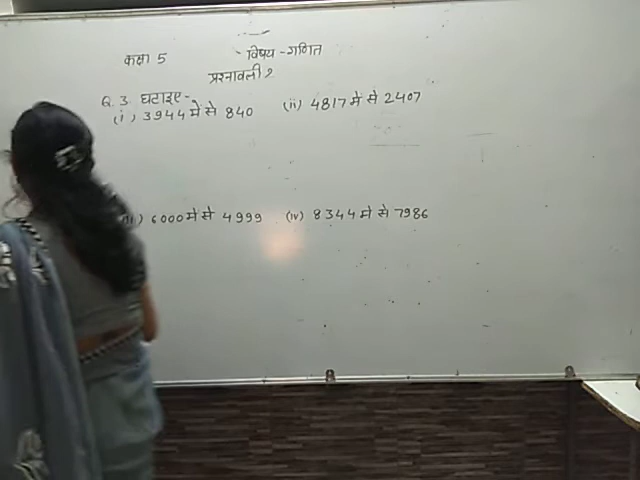 कक्षा 5 विषय - गणित
प्रश्नावली 2
Q. 3. घटाइए -
(i) 3944 में से 840 (ii) 4817 में से 2407
6000 में से 4999 (iv) 8344 में से 7986